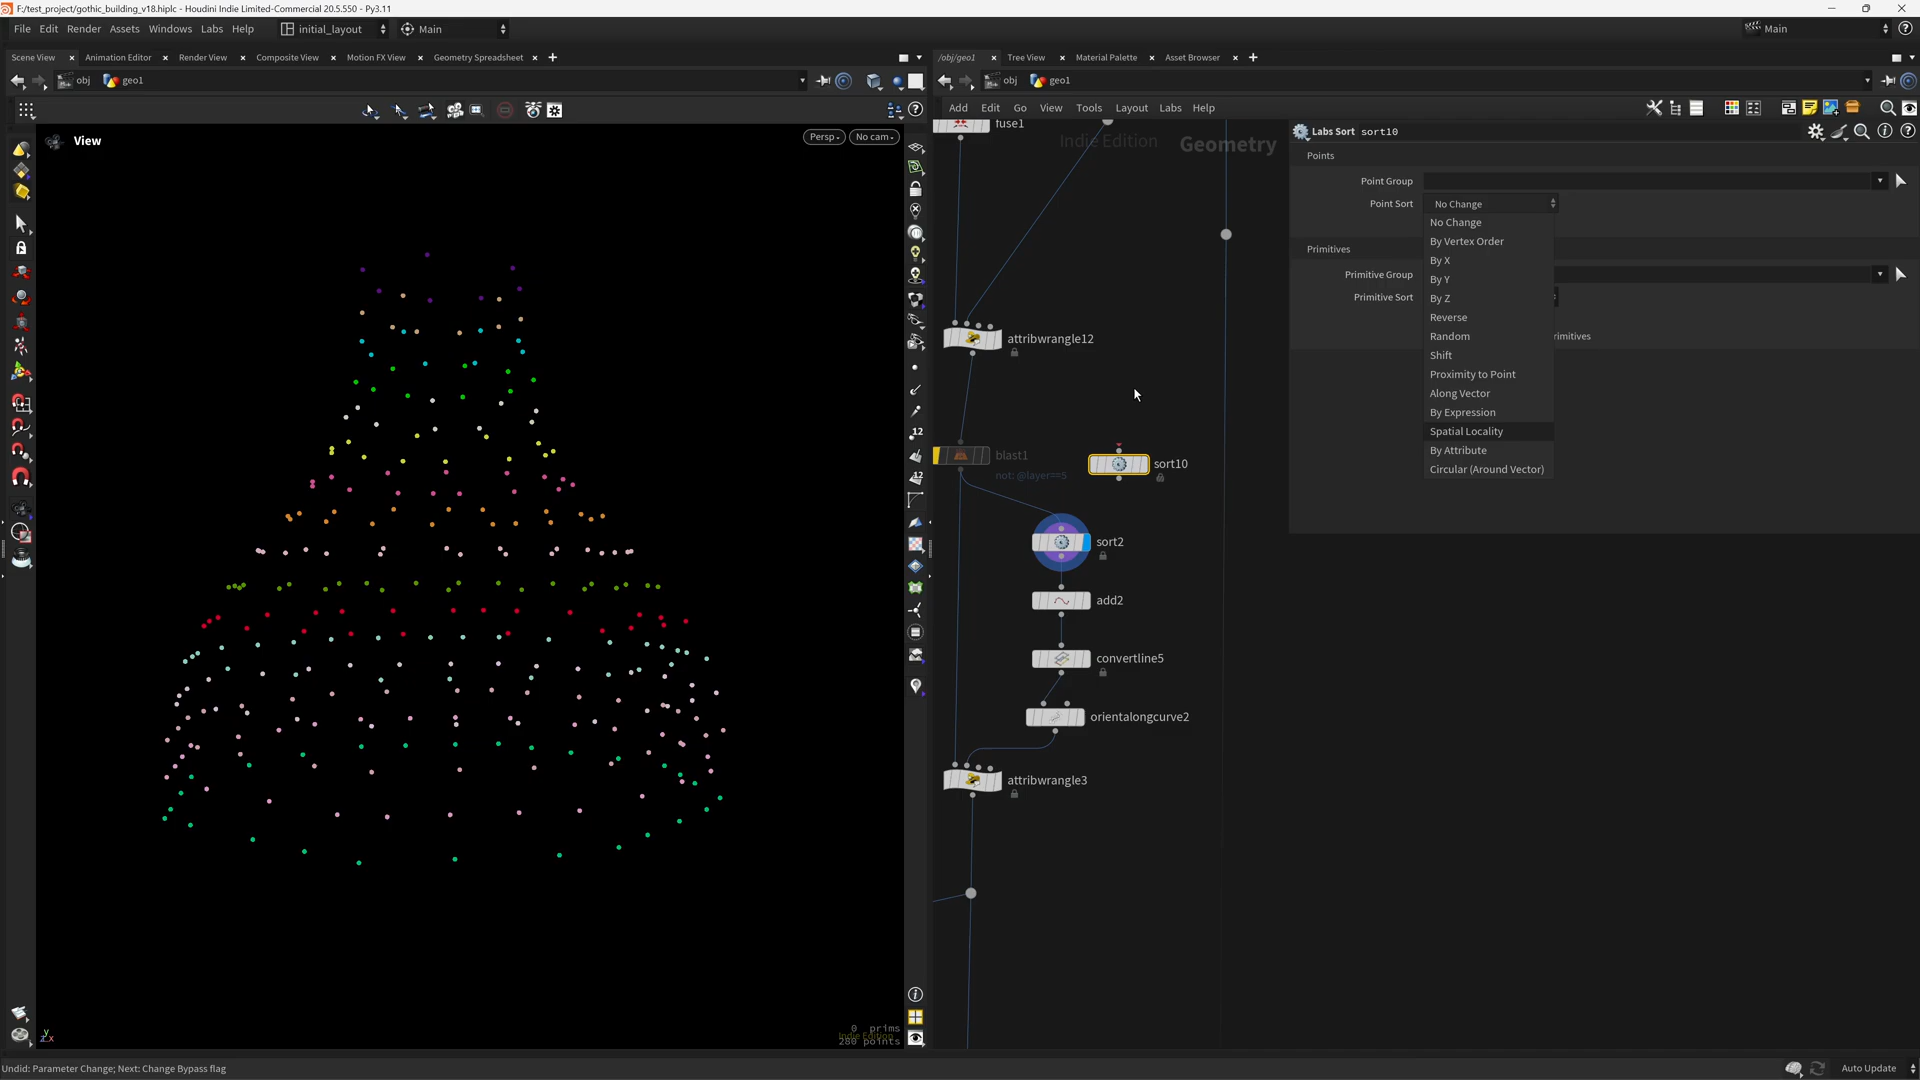 F:/test_project/gothic_building_v18.hiplc - Houdini Indie Limited-Commercial 20.5.550 - Py3.11
File Edit Render Assets Windows Labs Help initial_layout Main Main
Scene View Animation Editor Render View Composite View Motion FX View Geometry Spreadsheet
/obj/geo1 Tree View Material Palette Asset Browser
obj geo1
obj geo1
Add Edit Go View Tools Layout Labs Help
View
Persp No cam
Indie Edition Geometry
fuse1
attribwrangle12
blast1
not: @layer==5
sort10
sort2
add2
convertline5
orientalongcurve2
attribwrangle3
12
12
Labs Sort sort10
Points
Point Group
Point Sort No Change
No Change
By Vertex Order
By X
By Y
By Z
Reverse
Random
Shift
Proximity to Point
Along Vector
By Expression
Spatial Locality
By Attribute
Circular (Around Vector)
Primitives
Primitive Group
Primitive Sort
rimitives
0 prims
Indie Edition
280 points
y
z x
Undid: Parameter Change; Next: Change Bypass flag
Auto Update